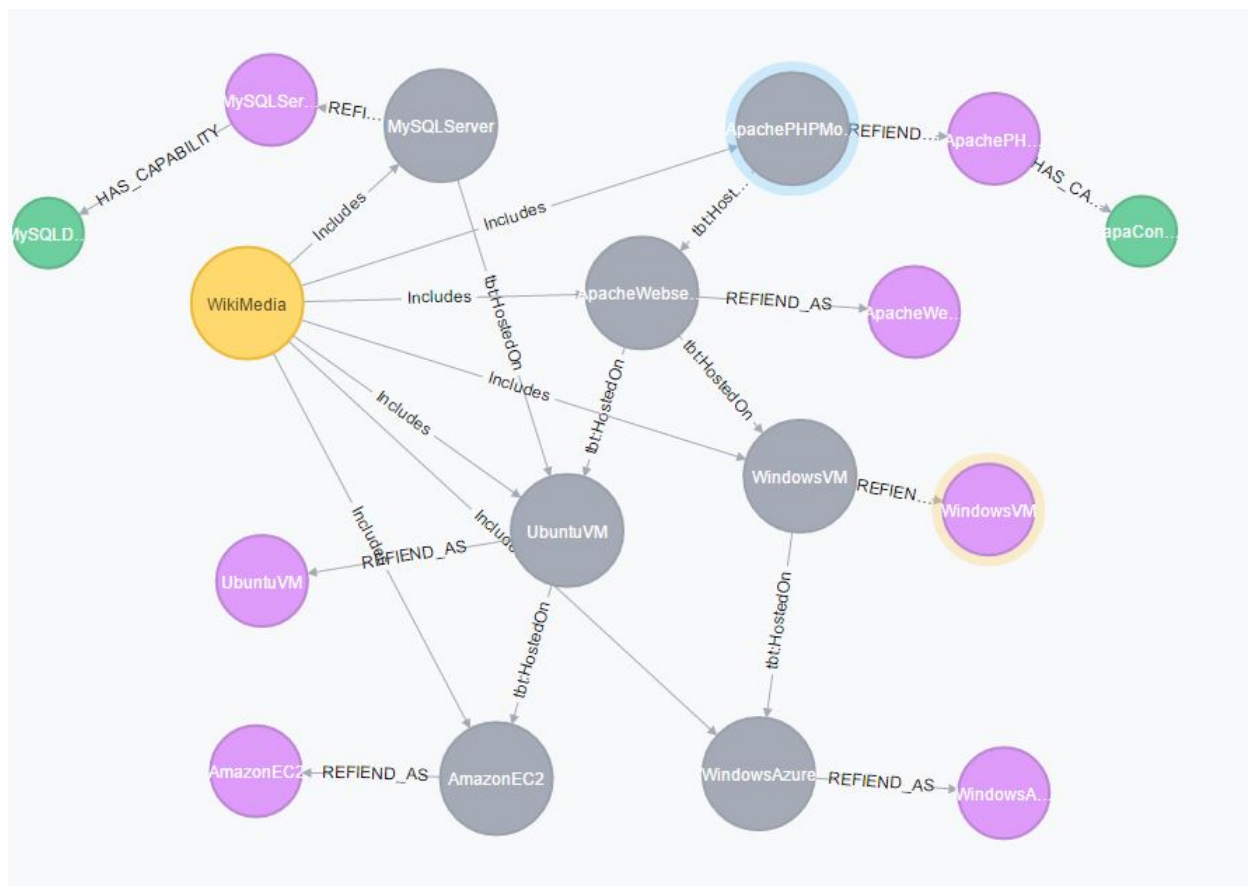 MySQLSer...
MySQLServer
REFI...
ApachePHPMo...
REFIEND...
ApachePH...
HAS_CAPABILITY
HAS_CA...
MySQLD...
apaCon...
Includes
Includes
tbt:Host...
WikiMedia
Includes
ApacheWebse...
REFIEND_AS
ApacheWe...
tbt:HostedOn
tbt:HostedOn
tbt:HostedOn
Includes
Includes
WindowsVM
REFIEN...
WindowsVM
Includes
Includes
UbuntuVM
REFIEND_AS
UbuntuVM
tbt:HostedOn
tbt:HostedOn
AmazonEC2
REFIEND_AS
AmazonEC2
WindowsAzure
REFIEND_AS
WindowsA...